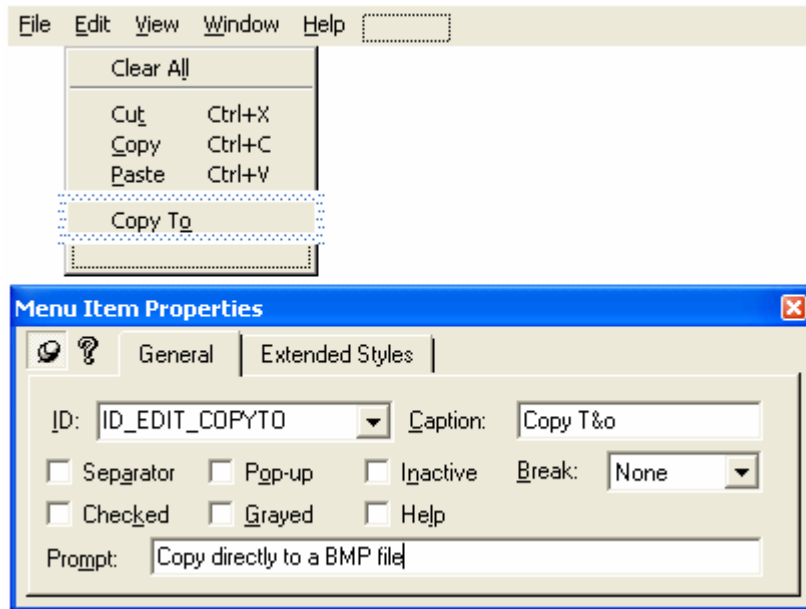 File Edit View Window Help
Clear All
Cut Ctrl+X
Copy Ctrl+C
Paste Ctrl+V
Copy To
Menu Item Properties
? General Extended Styles
ID: ID_EDIT_COPYTO Caption: Copy T&o
Separator Pop-up Inactive Break: None
Checked Grayed Help
Prompt: Copy directly to a BMP file